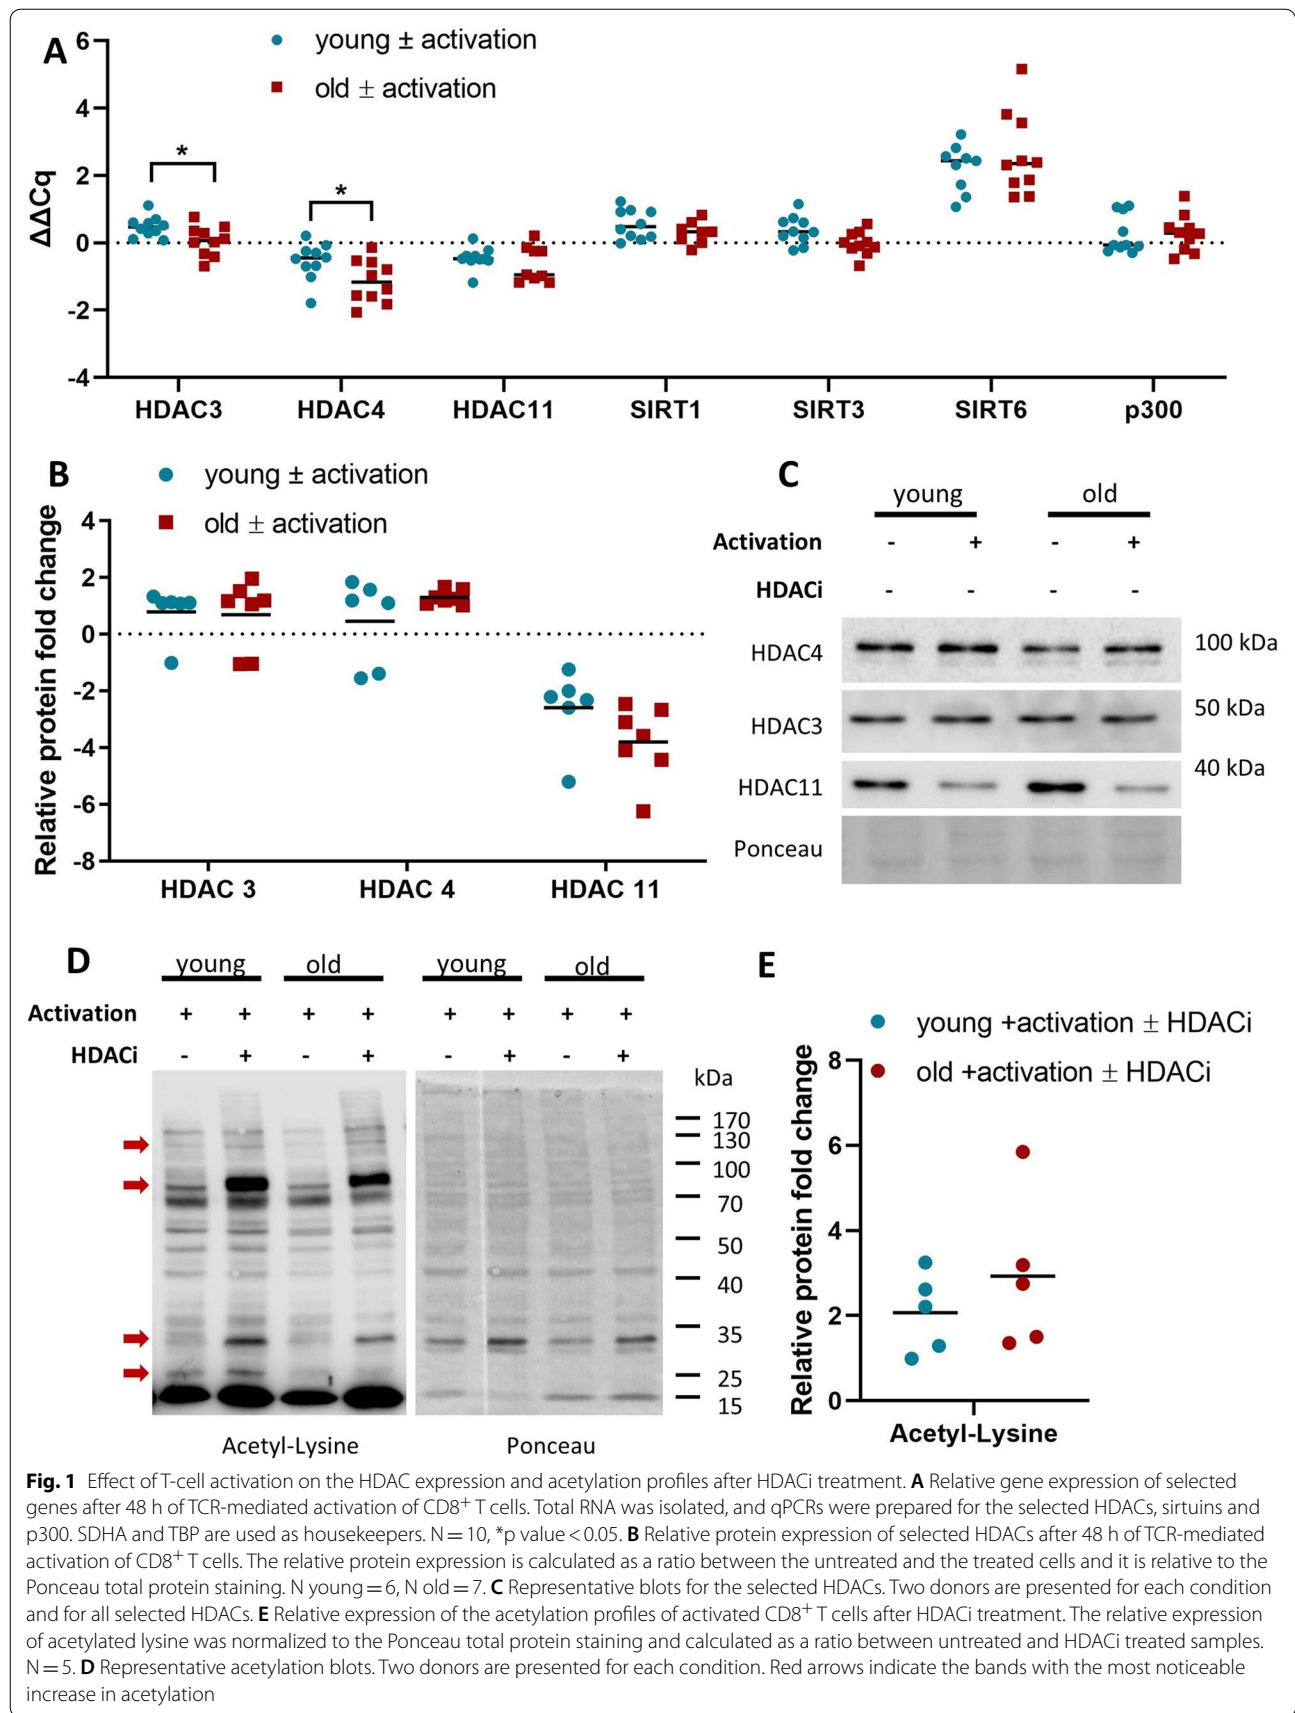 A
young ± activation
old ± activation
ΔΔCq
6
4
2
0
-2
-4
*
*
HDAC3 HDAC4 HDAC11 SIRT1 SIRT3 SIRT6 p300
B
young ± activation
old ± activation
Relative protein fold change
4
2
0
-2
-4
-6
-8
HDAC 3 HDAC 4 HDAC 11
C
young old
Activation - + - +
HDACi - - - -
HDAC4 100 kDa
HDAC3 50 kDa
HDAC11 40 kDa
Ponceau
D
young old young old
Activation + + + + + + + +
HDACi - + - + - + - +
kDa
170
130
100
70
50
40
35
25
15
Acetyl-Lysine Ponceau
E
young +activation ± HDACi
old +activation ± HDACi
Relative protein fold change
8
6
4
2
0
Acetyl-Lysine
Fig. 1 Effect of T-cell activation on the HDAC expression and acetylation profiles after HDACi treatment. A Relative gene expression of selected
genes after 48 h of TCR-mediated activation of CD8+ T cells. Total RNA was isolated, and qPCRs were prepared for the selected HDACs, sirtuins and
p300. SDHA and TBP are used as housekeepers. N = 10, *p value < 0.05. B Relative protein expression of selected HDACs after 48 h of TCR-mediated
activation of CD8+ T cells. The relative protein expression is calculated as a ratio between the untreated and the treated cells and it is relative to the
Ponceau total protein staining. N young = 6, N old = 7. C Representative blots for the selected HDACs. Two donors are presented for each condition
and for all selected HDACs. E Relative expression of the acetylation profiles of activated CD8+ T cells after HDACi treatment. The relative expression
of acetylated lysine was normalized to the Ponceau total protein staining and calculated as a ratio between untreated and HDACi treated samples.
N = 5. D Representative acetylation blots. Two donors are presented for each condition. Red arrows indicate the bands with the most noticeable
increase in acetylation